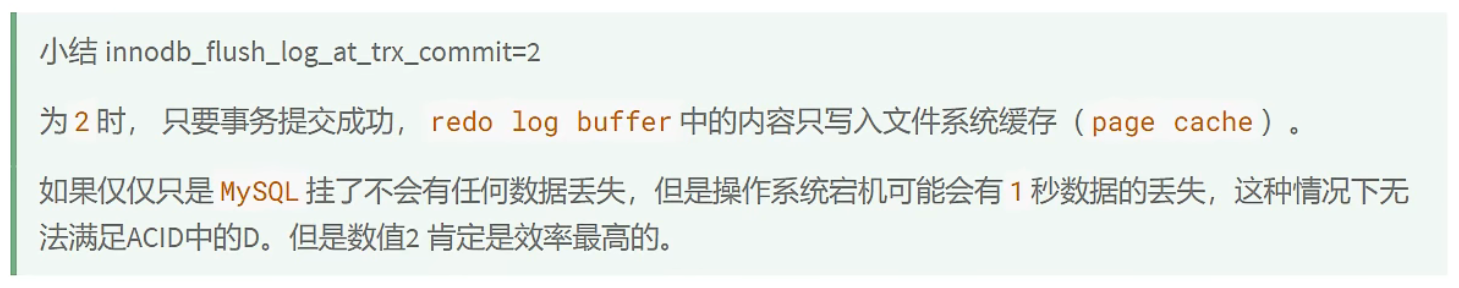 小结 innodb_flush_log_at_trx_commit=2
为 2 时， 只要事务提交成功， redo log buffer 中的内容只写入文件系统缓存（ page cache ）。
如果仅仅只是 MySQL 挂了不会有任何数据丢失，但是操作系统宕机可能会有 1 秒数据的丢失，这种情况下无
法满足ACID中的D。但是数值2 肯定是效率最高的。